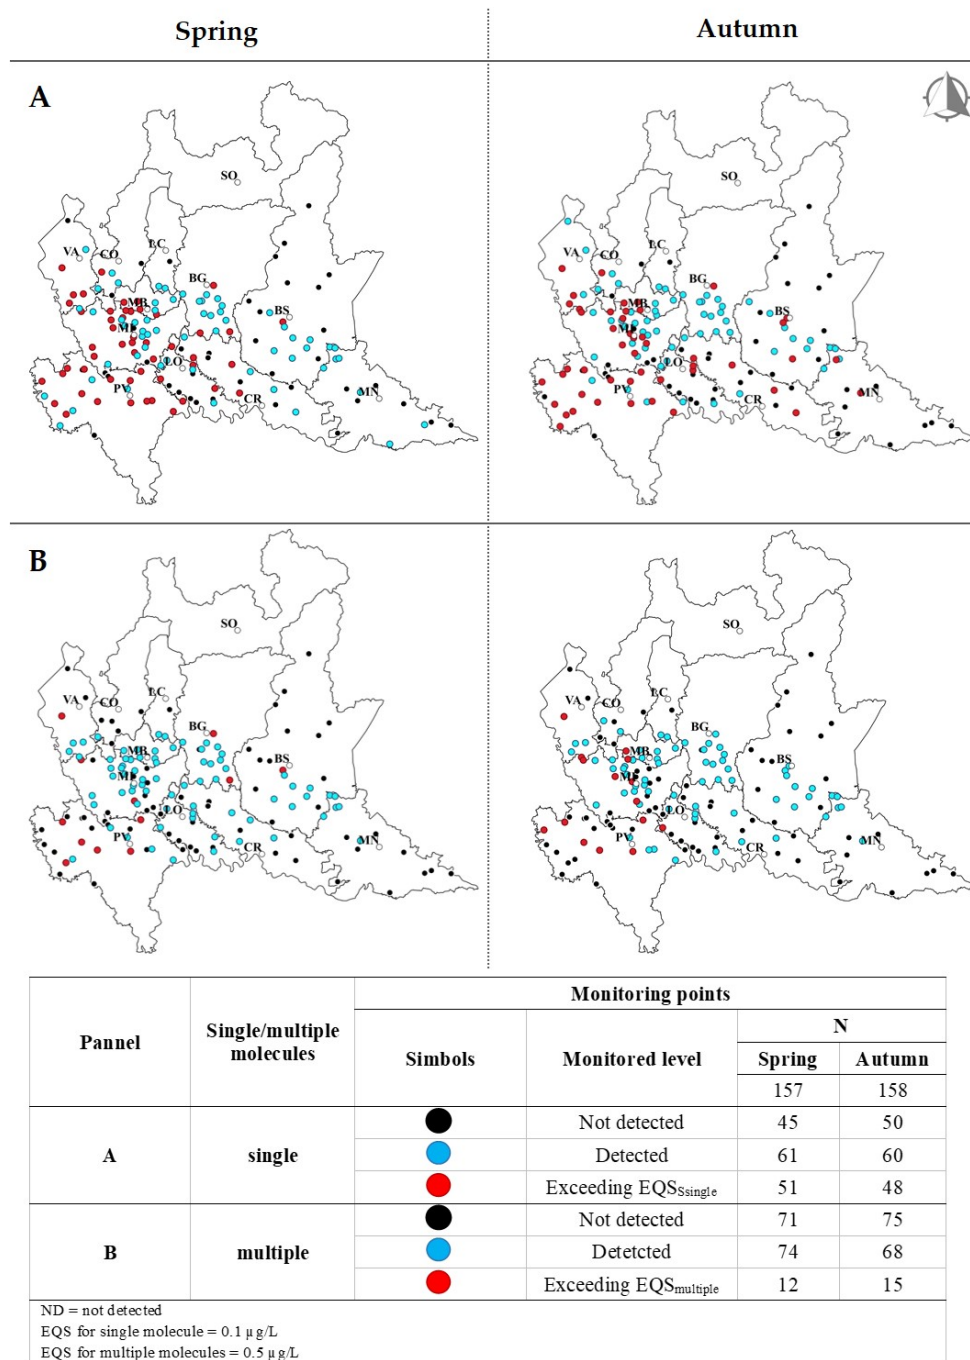 Spring
Autumn
A
SO
VA
CO
LC
BG
MB
BS
MI
LO
PV
CR
MN
SO
VA
CO
LC
BG
MB
BS
MI
LO
PV
CR
MN
B
SO
VA
CO
LC
BG
MB
BS
MI
LO
PV
CR
MN
SO
VA
CO
LC
BG
MB
BS
MI
LO
PV
CR
MN
Pannel
Single/multiple molecules
Monitoring points
Simbols
Monitored level
N
Spring
Autumn
157
158
A
single
Not detected
45
50
Detected
61
60
Exceeding EQSSsingle
51
48
B
multiple
Not detected
71
75
Detetcted
74
68
Exceeding EQSmultiple
12
15
ND = not detected
EQS for single molecule = 0.1 µg/L
EQS for multiple molecules = 0.5 µg/L